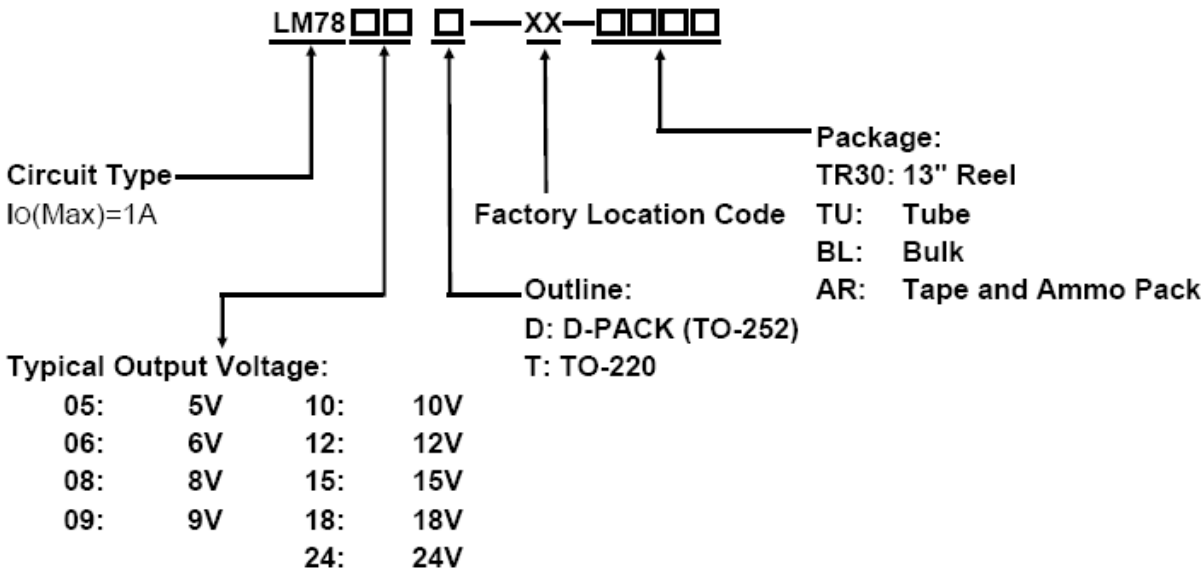 LM78□□ □—XX—□□□□
Circuit Type
IO(Max)=1A
Factory Location Code
Package:
TR30: 13" Reel
TU: Tube
BL: Bulk
AR: Tape and Ammo Pack
Outline:
D: D-PACK (TO-252)
T: TO-220
Typical Output Voltage:
05: 5V 10: 10V
06: 6V 12: 12V
08: 8V 15: 15V
09: 9V 18: 18V
24: 24V